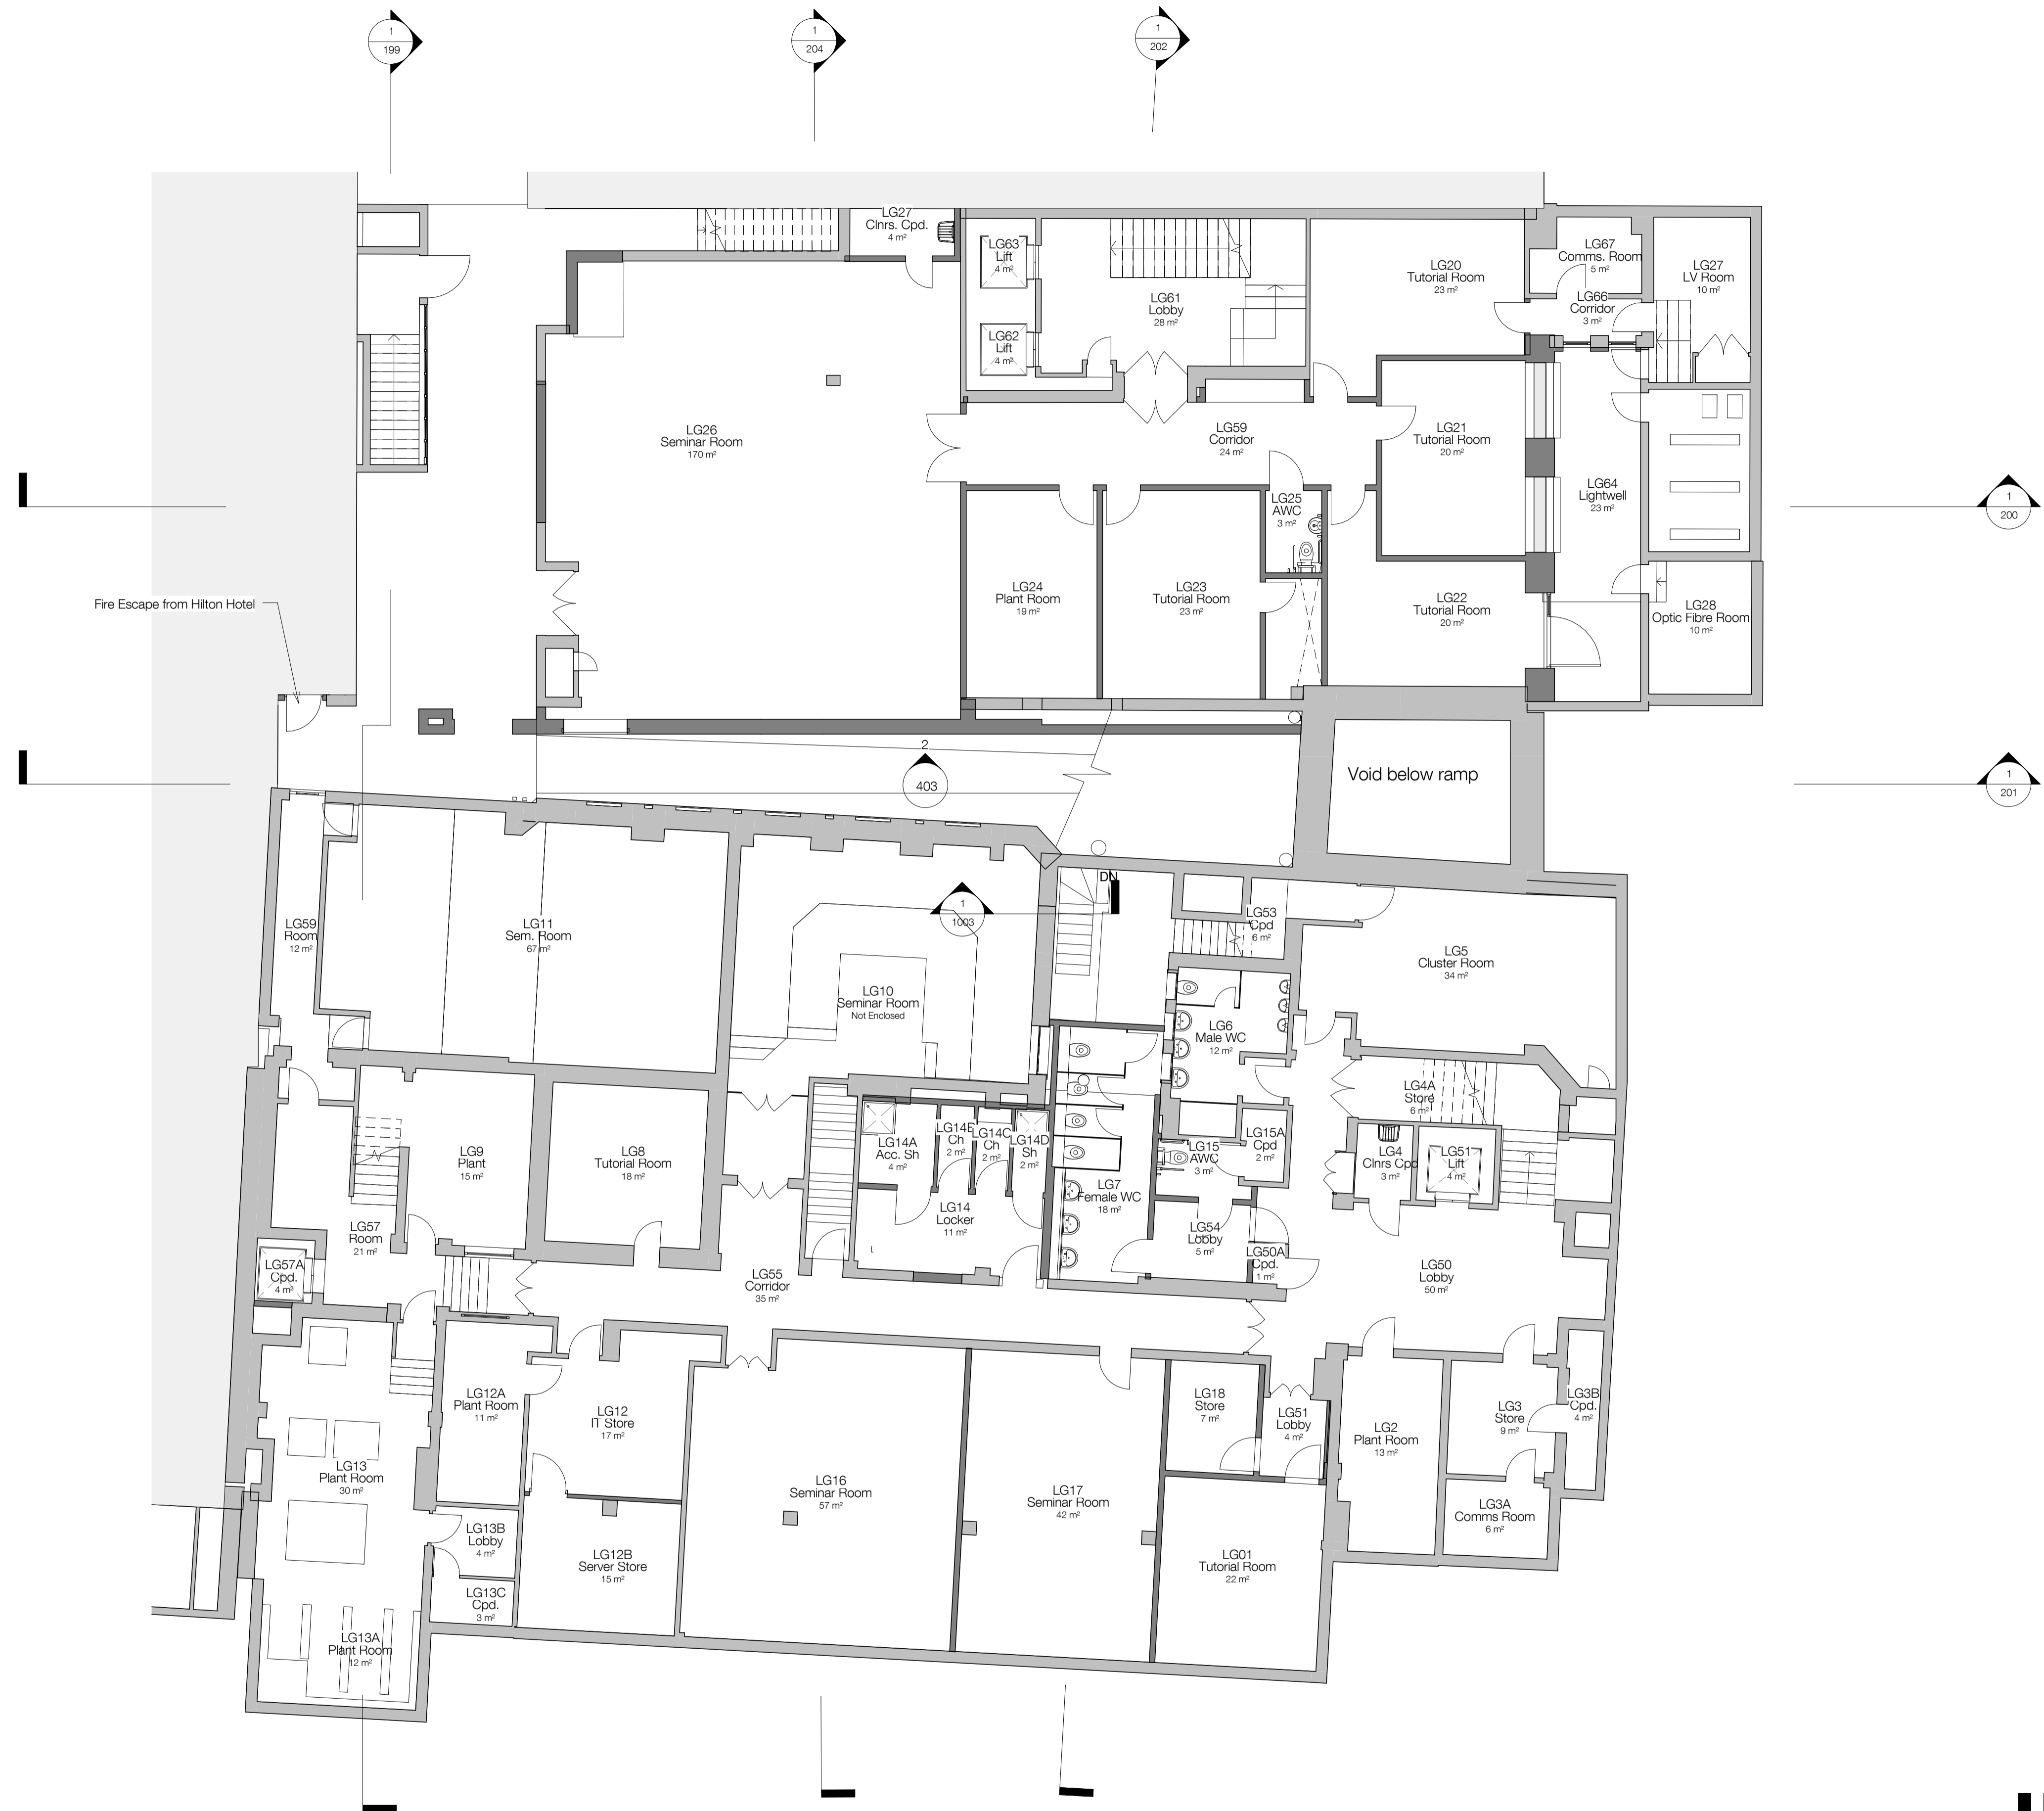 1
199
1
204
1
202
LG27
Clnrs. Cpd.
4 m²
LG63
Lift
4 m²
LG62
Lift
4 m³
LG61
Lobby
28 m²
LG20
Tutorial Room
23 m²
LG67
Comms. Room
5 m²
LG66
Corridor
3 m²
LG27
LV Room
10 m²
LG26
Seminar Room
170 m²
LG59
Corridor
24 m²
LG21
Tutorial Room
20 m²
LG64
Lightwell
23 m²
LG25
AWC
3 m²
1
200
LG24
Plant Room
19 m²
LG23
Tutorial Room
23 m²
LG22
Tutorial Room
20 m²
LG28
Optic Fibre Room
10 m²
Fire Escape from Hilton Hotel
2
403
Void below ramp
1
201
DN
1
1003
LG59
Room
12 m²
LG11
Sem. Room
67 m²
LG10
Seminar Room
Not Enclosed
LG53
Cpd
6 m²
LG5
Cluster Room
34 m²
LG6
Male WC
12 m²
LG4A
Store
6 m²
LG9
Plant
15 m²
LG8
Tutorial Room
18 m²
LG14A
Acc. Sh
4 m²
LG14B
Ch
2 m²
LG14C
Ch
2 m²
LG14D
Sh
2 m²
LG15
AWC
3 m²
LG15A
Cpd
2 m²
LG4
Clnrs Cpd
3 m²
LG51
Lift
4 m²
LG7
Female WC
18 m²
LG14
Locker
11 m²
L
LG57
Room
21 m²
LG54
Lobby
5 m²
LG50A
Cpd.
1 m²
LG57A
Cpd.
4 m³
LG55
Corridor
35 m²
LG50
Lobby
50 m²
LG12A
Plant Room
11 m²
LG12
IT Store
17 m²
LG18
Store
7 m²
LG51
Lobby
4 m²
LG2
Plant Room
13 m²
LG3
Store
9 m²
LG3B
Cpd.
4 m²
LG13
Plant Room
30 m²
LG16
Seminar Room
57 m²
LG17
Seminar Room
42 m²
LG3A
Comms Room
6 m²
LG13B
Lobby
4 m²
LG12B
Server Store
15 m²
LG01
Tutorial Room
22 m²
LG13C
Cpd.
3 m²
LG13A
Plant Room
12 m²